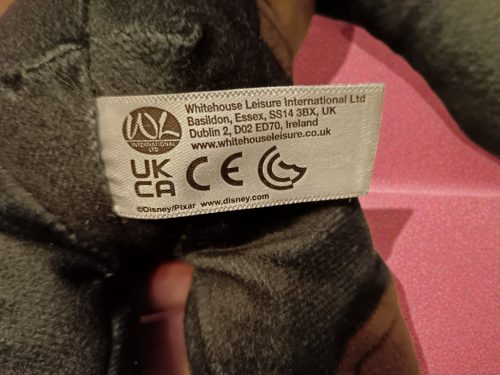 Whitehouse Leisure International Ltd
Basildon, Essex, SS14 3BX, UK
Dublin 2, D02 ED70, Ireland
www.whitehouseleisure.co.uk
WL
INTERNATIONAL
LTD
UK
CA
CE
©Disney/Pixar www.disney.com